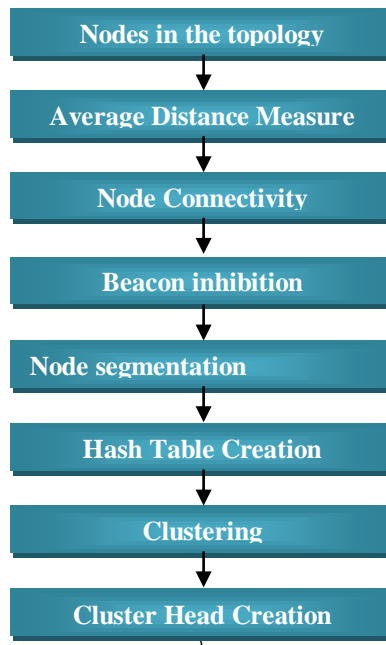 Nodes in the topology
Average Distance Measure
Node Connectivity
Beacon inhibition
Node segmentation
Hash Table Creation
Clustering
Cluster Head Creation